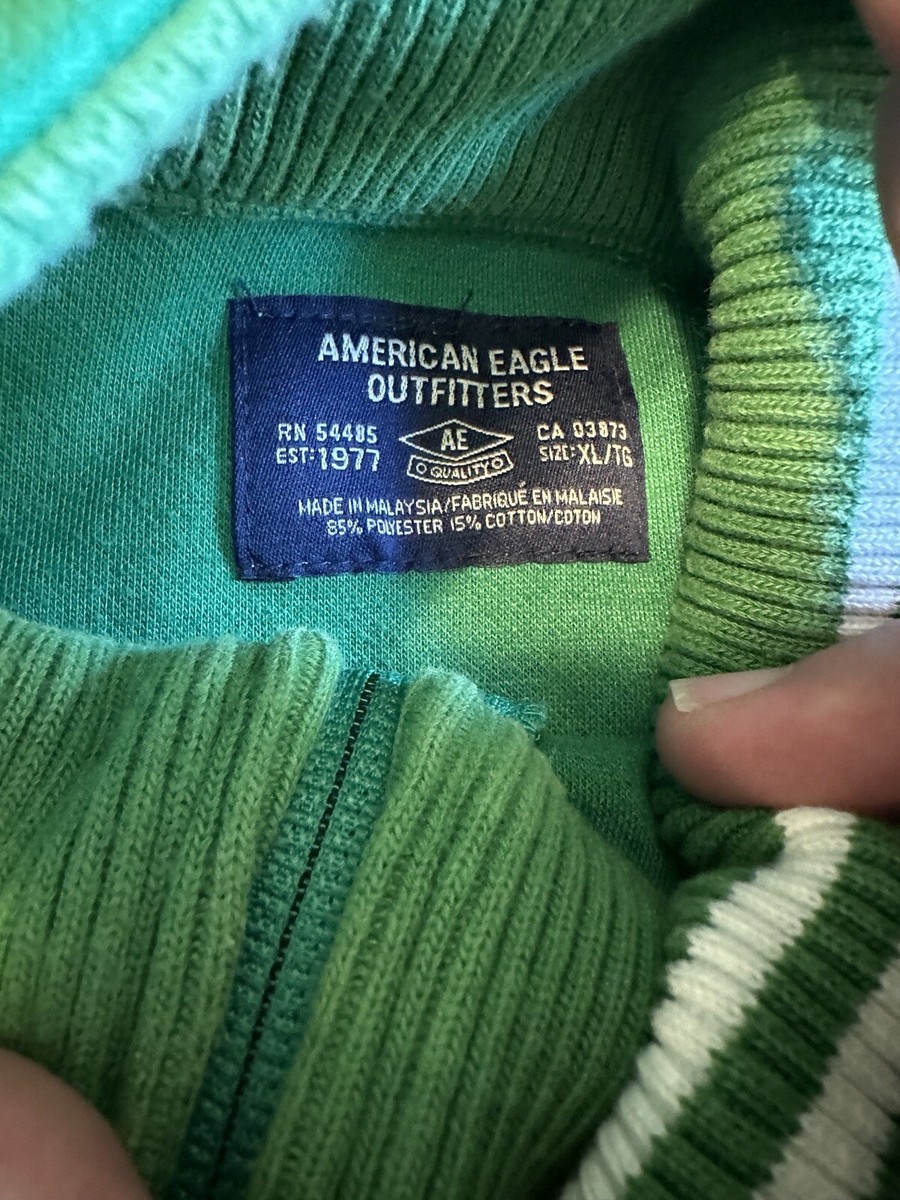 AMERICAN EAGLE
OUTFITTERS
RN 54485
EST: 1977
AE
QUALITY
CA 03873
SIZE: XL/TG
MADE IN MALAYSIA/FABRIQUÉ EN MALAISIE
85% POLYESTER 15% COTTON/COTON